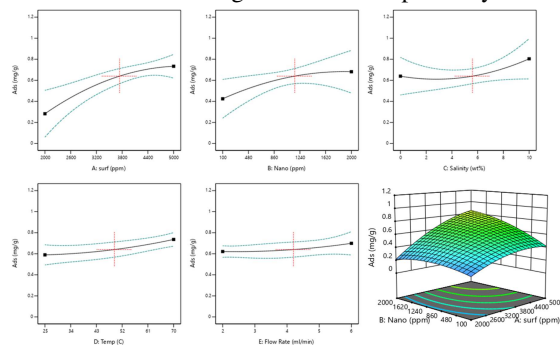 1.2
1
0.8
0.6
0.4
0.2
0
Ads (mg/g)
2000 2600 3200 3800 4400 5000
A: surf (ppm)
1.2
1
0.8
0.6
0.4
0.2
0
Ads (mg/g)
100 480 860 1240 1620 2000
B: Nano (ppm)
1.2
1
0.8
0.6
0.4
0.2
0
Ads (mg/g)
0 2 4 6 8 10
C: Salinity (wt%)
1.2
1
0.8
0.6
0.4
0.2
0
Ads (mg/g)
25 34 43 52 61 70
D: Temp (C)
1.2
1
0.8
0.6
0.4
0.2
0
Ads (mg/g)
2 3 4 5 6
E: Flow Rate (ml/min)
1.2
1
0.8
0.6
0.4
0.2
0
Ads (mg/g)
2000 1620 1240 860 480 100
B: Nano (ppm)
2000 2600 3200 3800 4400 500
A: surf (ppm)